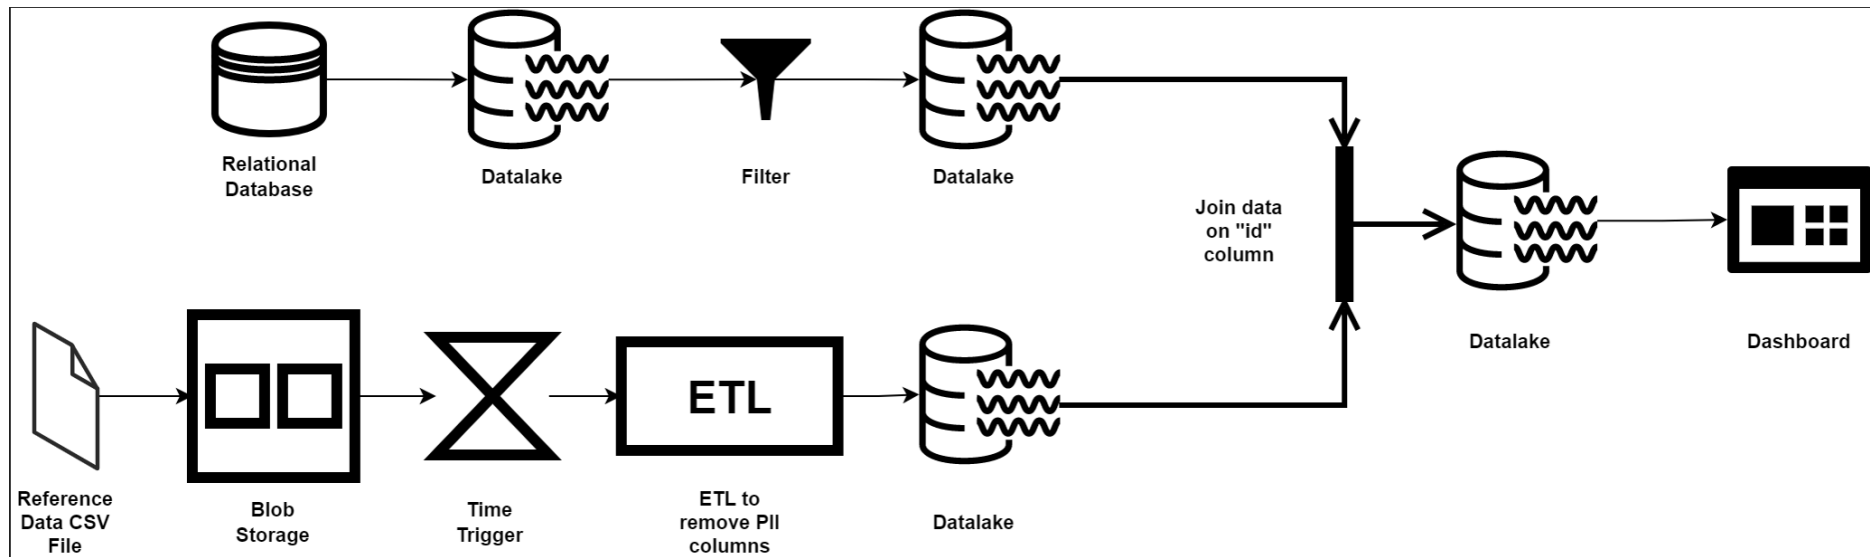 Relational
Database
Datalake
Filter
Datalake
Join data
on "id"
column
Datalake
Dashboard
Reference
Data CSV
File
Blob
Storage
Time
Trigger
ETL
ETL to
remove PII
columns
Datalake